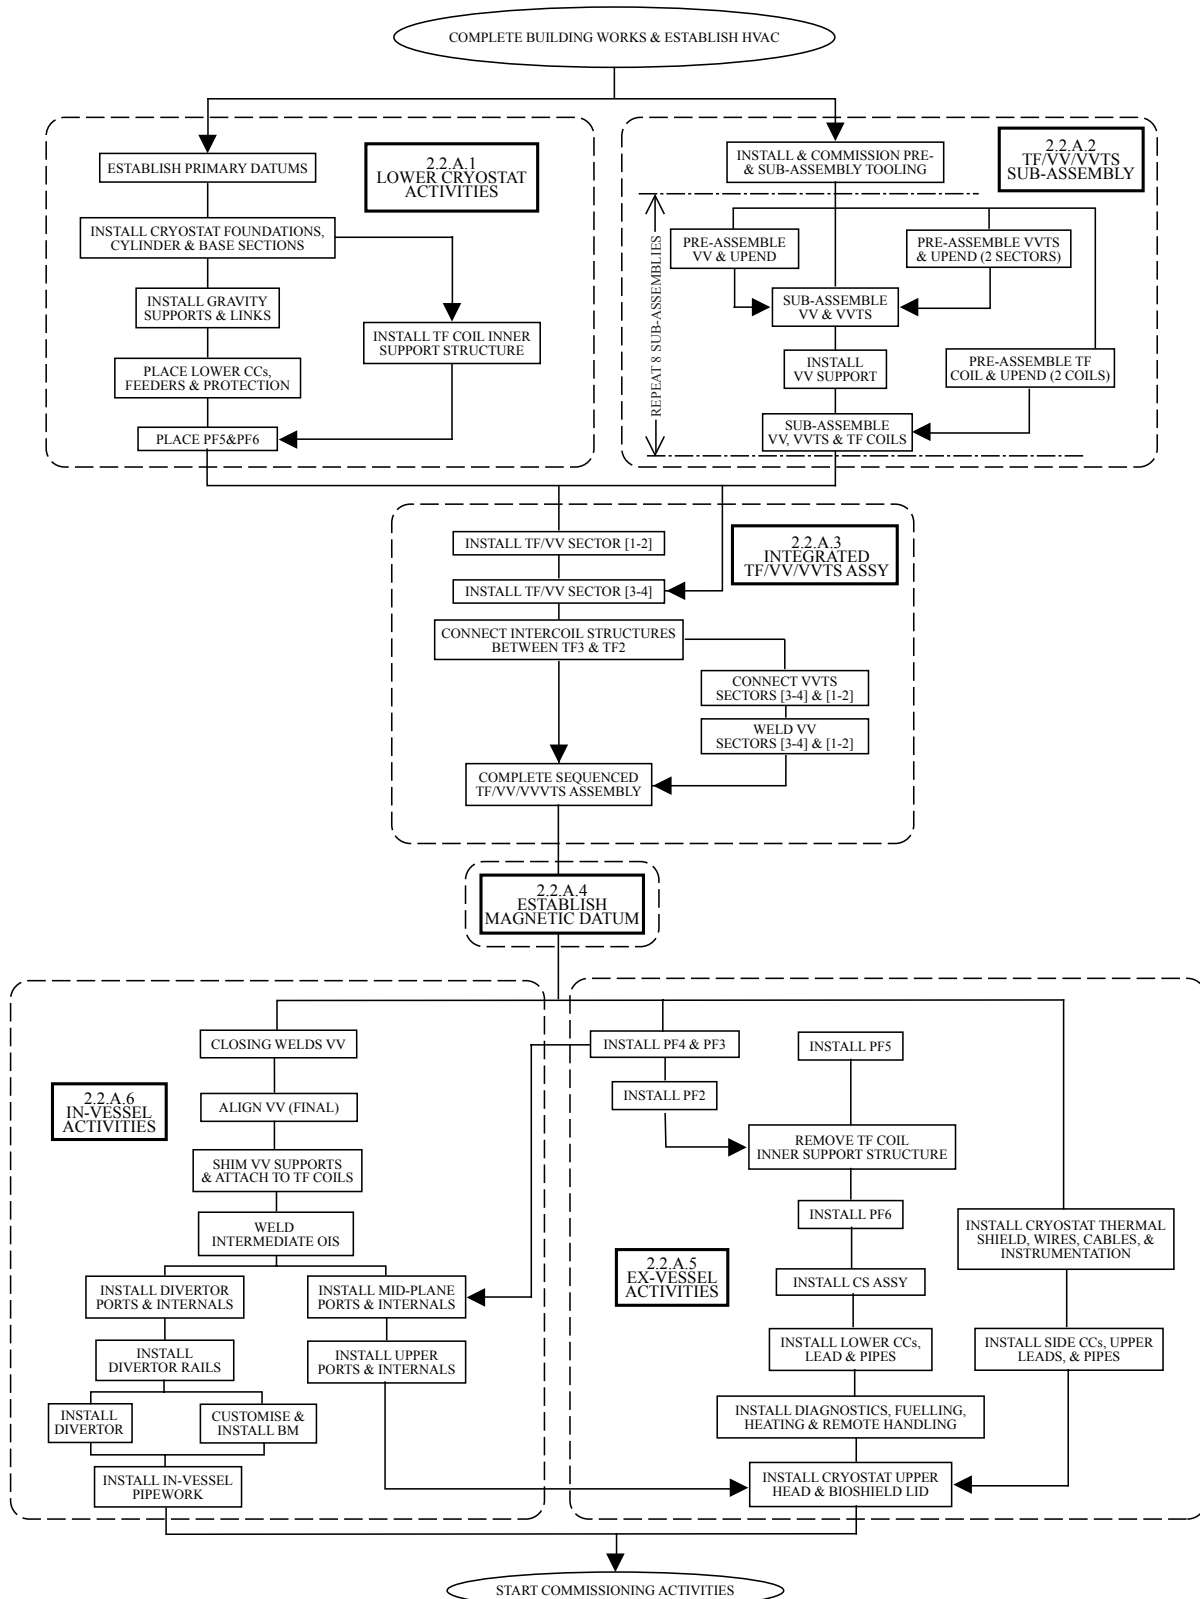 COMPLETE BUILDING WORKS & ESTABLISH HVAC
ESTABLISH PRIMARY DATUMS
2.2.A.1
LOWER CRYOSTAT
ACTIVITIES
INSTALL CRYOSTAT FOUNDATIONS,
CYLINDER & BASE SECTIONS
INSTALL GRAVITY
SUPPORTS & LINKS
INSTALL TF COIL INNER
SUPPORT STRUCTURE
PLACE LOWER CCs,
FEEDERS & PROTECTION
PLACE PF5&PF6
INSTALL & COMMISSION PRE-
& SUB-ASSEMBLY TOOLING
2.2.A.2
TF/VV/VVTS
SUB-ASSEMBLY
REPEAT 8 SUB-ASSEMBLIES
PRE-ASSEMBLE
VV & UPEND
PRE-ASSEMBLE VVTS
& UPEND (2 SECTORS)
SUB-ASSEMBLE
VV & VVTS
INSTALL
VV SUPPORT
PRE-ASSEMBLE TF
COIL & UPEND (2 COILS)
SUB-ASSEMBLE
VV, VVTS & TF COILS
INSTALL TF/VV SECTOR [1-2]
2.2.A.3
INTEGRATED
TF/VV/VVTS ASSY
INSTALL TF/VV SECTOR [3-4]
CONNECT INTERCOIL STRUCTURES
BETWEEN TF3 & TF2
CONNECT VVTS
SECTORS [3-4] & [1-2]
WELD VV
SECTORS [3-4] & [1-2]
COMPLETE SEQUENCED
TF/VV/VVVTS ASSEMBLY
2.2.A.4
ESTABLISH
MAGNETIC DATUM
CLOSING WELDS VV
2.2.A.6
IN-VESSEL
ACTIVITIES
ALIGN VV (FINAL)
SHIM VV SUPPORTS
& ATTACH TO TF COILS
WELD
INTERMEDIATE OIS
INSTALL DIVERTOR
PORTS & INTERNALS
INSTALL MID-PLANE
PORTS & INTERNALS
INSTALL
DIVERTOR RAILS
INSTALL UPPER
PORTS & INTERNALS
INSTALL
DIVERTOR
CUSTOMISE &
INSTALL BM
INSTALL IN-VESSEL
PIPEWORK
INSTALL PF4 & PF3
INSTALL PF5
INSTALL PF2
REMOVE TF COIL
INNER SUPPORT STRUCTURE
INSTALL PF6
INSTALL CRYOSTAT THERMAL
SHIELD, WIRES, CABLES, &
INSTRUMENTATION
2.2.A.5
EX-VESSEL
ACTIVITIES
INSTALL CS ASSY
INSTALL LOWER CCs,
LEAD & PIPES
INSTALL SIDE CCs, UPPER
LEADS, & PIPES
INSTALL DIAGNOSTICS, FUELLING,
HEATING & REMOTE HANDLING
INSTALL CRYOSTAT UPPER
HEAD & BIOSHIELD LID
START COMMISSIONING ACTIVITIES